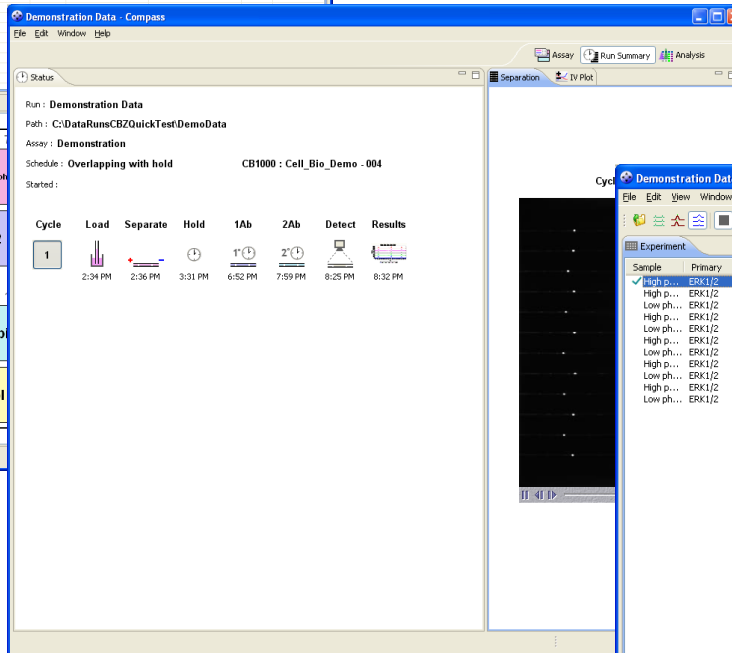 Demonstration Data - Compass
File Edit Window Help
Assay Run Summary Analysis
Status
Run : Demonstration Data
Path : C:\DataRunsCBZQuickTest\DemoData
Assay : Demonstration
Schedule : Overlapping with hold CB1000 : Cell_Bio_Demo - 004
Started :
Cycle Load Separate Hold 1Ab 2Ab Detect Results
1 1° 2°
2:34 PM 2:36 PM 3:31 PM 6:52 PM 7:59 PM 8:25 PM 8:32 PM
Separation IV Plot
Cycl
Demonstration Dat
File Edit View Window
Experiment
Sample Primary
High p... ERK1/2
High p... ERK1/2
Low ph... ERK1/2
High p... ERK1/2
Low ph... ERK1/2
High p... ERK1/2
Low ph... ERK1/2
High p... ERK1/2
Low ph... ERK1/2
High p... ERK1/2
Low ph... ERK1/2